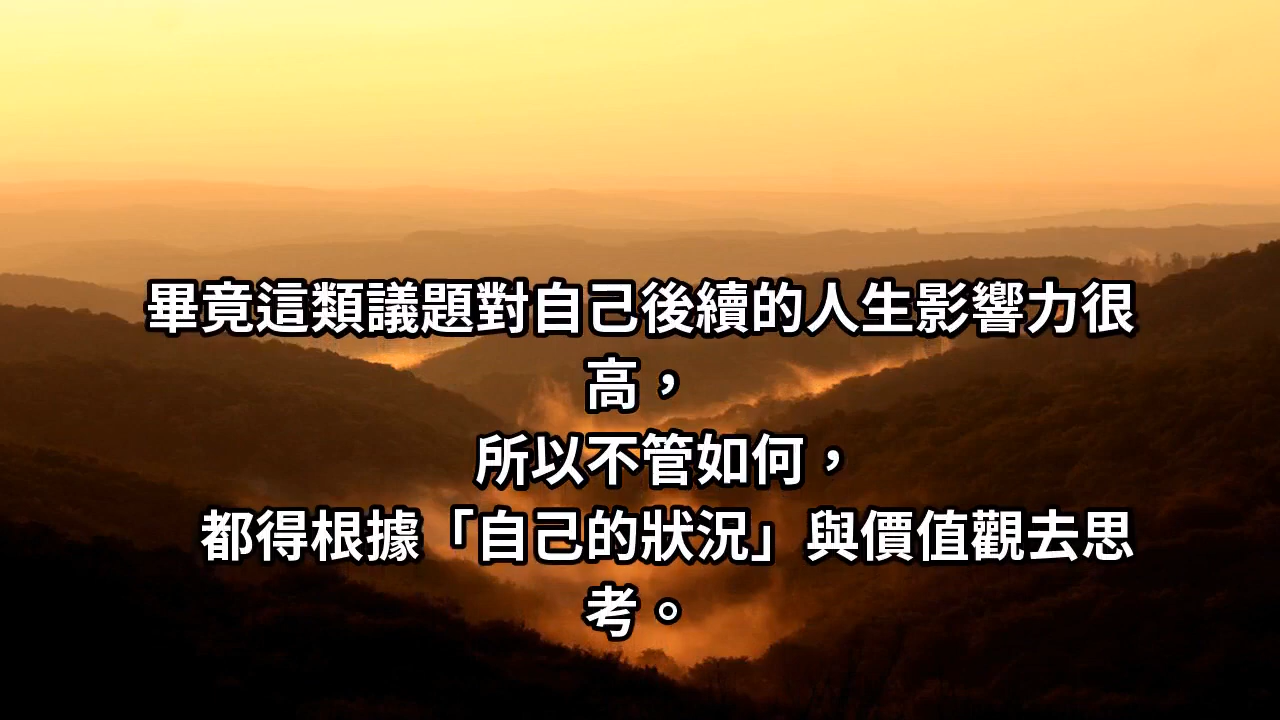 畢竟這類議題對自己後續的人生影響力很
高，
所以不管如何，
都得根據「自己的狀況」與價值觀去思
考。